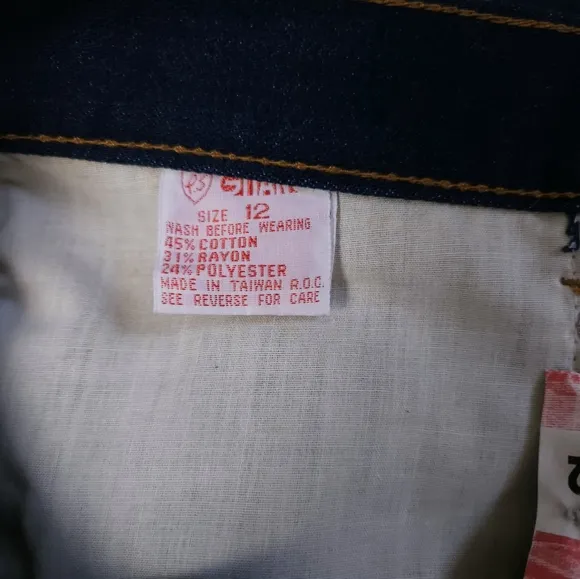 SIZE 12
WASH BEFORE WEARING
45% COTTON
31% RAYON
24% POLYESTER
MADE IN TAIWAN R.O.C.
SEE REVERSE FOR CARE